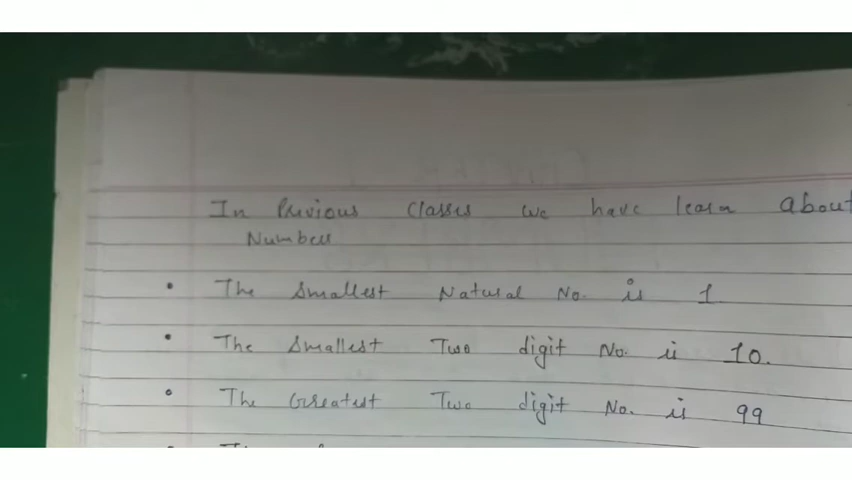 In Previous Classes we have learn about
Number
The Smallest Natural No. is 1
The Smallest Two digit No. is 10.
The Greatest Two digit No. is 99